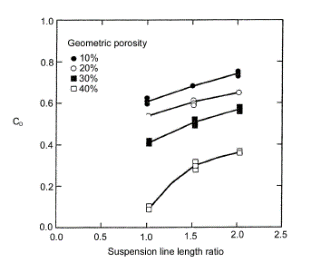 1.0
Geometric porosity
10%
20%
30%
40%
0.8
0.6
C₀
0.4
0.2
0.0
0.0 0.5 1.0 1.5 2.0 2.5
Suspension line length ratio